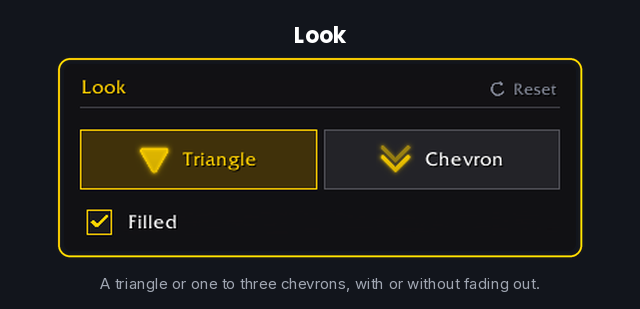 Look
Look
Reset
Triangle
Chevron
Filled
A triangle or one to three chevrons, with or without fading out.